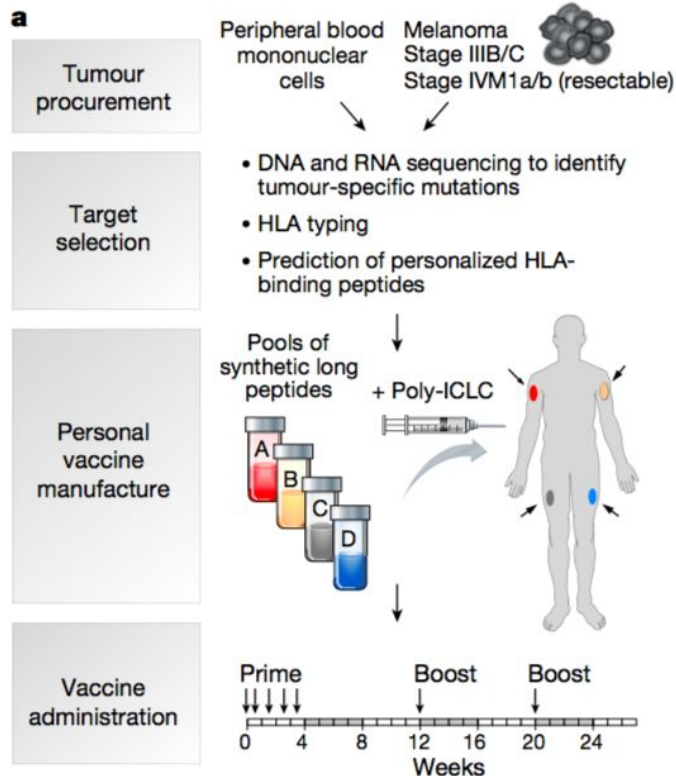 a
Tumour
procurement
Peripheral blood
mononuclear
cells
Melanoma
Stage IIIB/C
Stage IVM1a/b (resectable)
Target
selection
• DNA and RNA sequencing to identify
tumour-specific mutations
• HLA typing
• Prediction of personalized HLA-
binding peptides
Personal
vaccine
manufacture
Pools of
synthetic long
peptides
+ Poly-ICLC
A
B
C
D
Vaccine
administration
Prime
Boost
Boost
0 4 8 12 16 20 24
Weeks